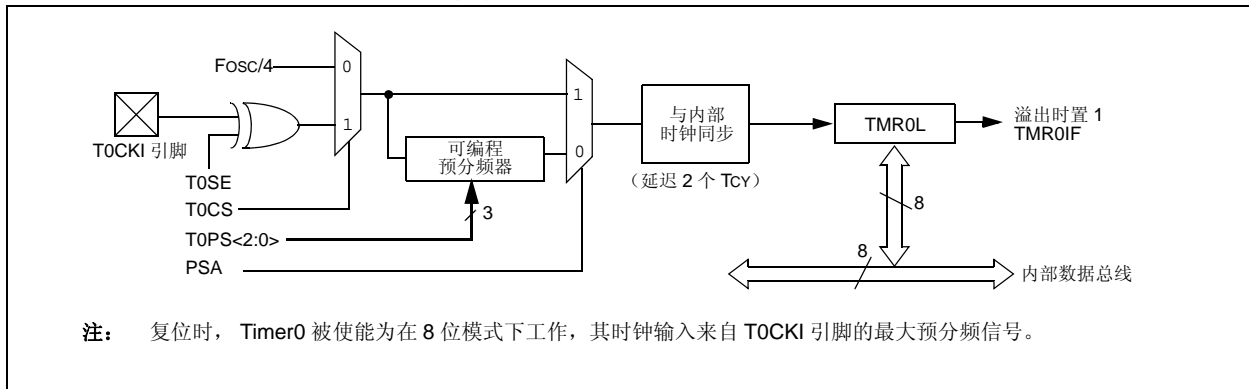 FOSC/4
0
1
T0CKI 引脚
T0SE
T0CS
T0PS<2:0>
PSA
可编程
预分频器
3
1
0
与内部
时钟同步
（延迟 2 个 TCY）
TMR0L
溢出时置 1
TMR0IF
8
8
内部数据总线
注： 复位时， Timer0 被使能为在 8 位模式下工作，其时钟输入来自 T0CKI 引脚的最大预分频信号。